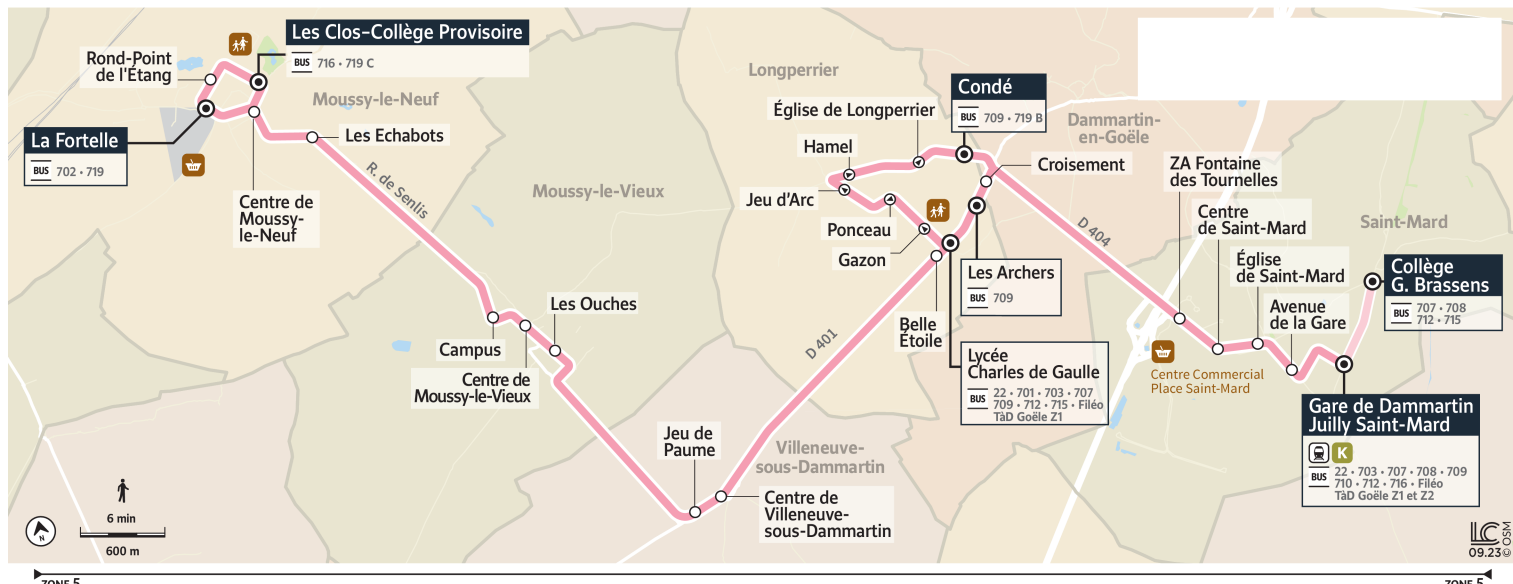 Les Clos–Collège Provisoire
BUS 716 • 719 C
Rond-Point
de l'Étang
Moussy-le-Neuf
La Fortelle
BUS 702 • 719
Les Echabots
Centre de
Moussy-
le-Neuf
R. de Senlis
Moussy-le-Vieux
Les Ouches
Campus
Centre de
Moussy-le-Vieux
Jeu de
Paume
Centre de
Villeneuve-
sous-Dammartin
Villeneuve-
sous-Dammartin
D 401
Longperrier
Église de Longperrier
Hamel
Jeu d'Arc
Ponceau
Gazon
Belle
Étoile
Condé
BUS 709 • 719 B
Dammartin-
en-Goële
Croisement
Les Archers
BUS 709
Lycée
Charles de Gaulle
BUS 22 • 701 • 703 • 707
709 • 712 • 715 • Filéo
TàD Goële Z1
D 404
ZA Fontaine
des Tournelles
Centre
de Saint-Mard
Église
de Saint-Mard
Avenue
de la Gare
Saint-Mard
Collège
G. Brassens
BUS 707 • 708
712 • 715
Centre Commercial
Place Saint-Mard
Gare de Dammartin
Juilly Saint-Mard
K
BUS 22 • 703 • 707 • 708 • 709
710 • 712 • 716 • Filéo
TàD Goële Z1 et Z2
6 min
600 m
N
LC
09.23 © OSM
ZONE 5
ZONE 5